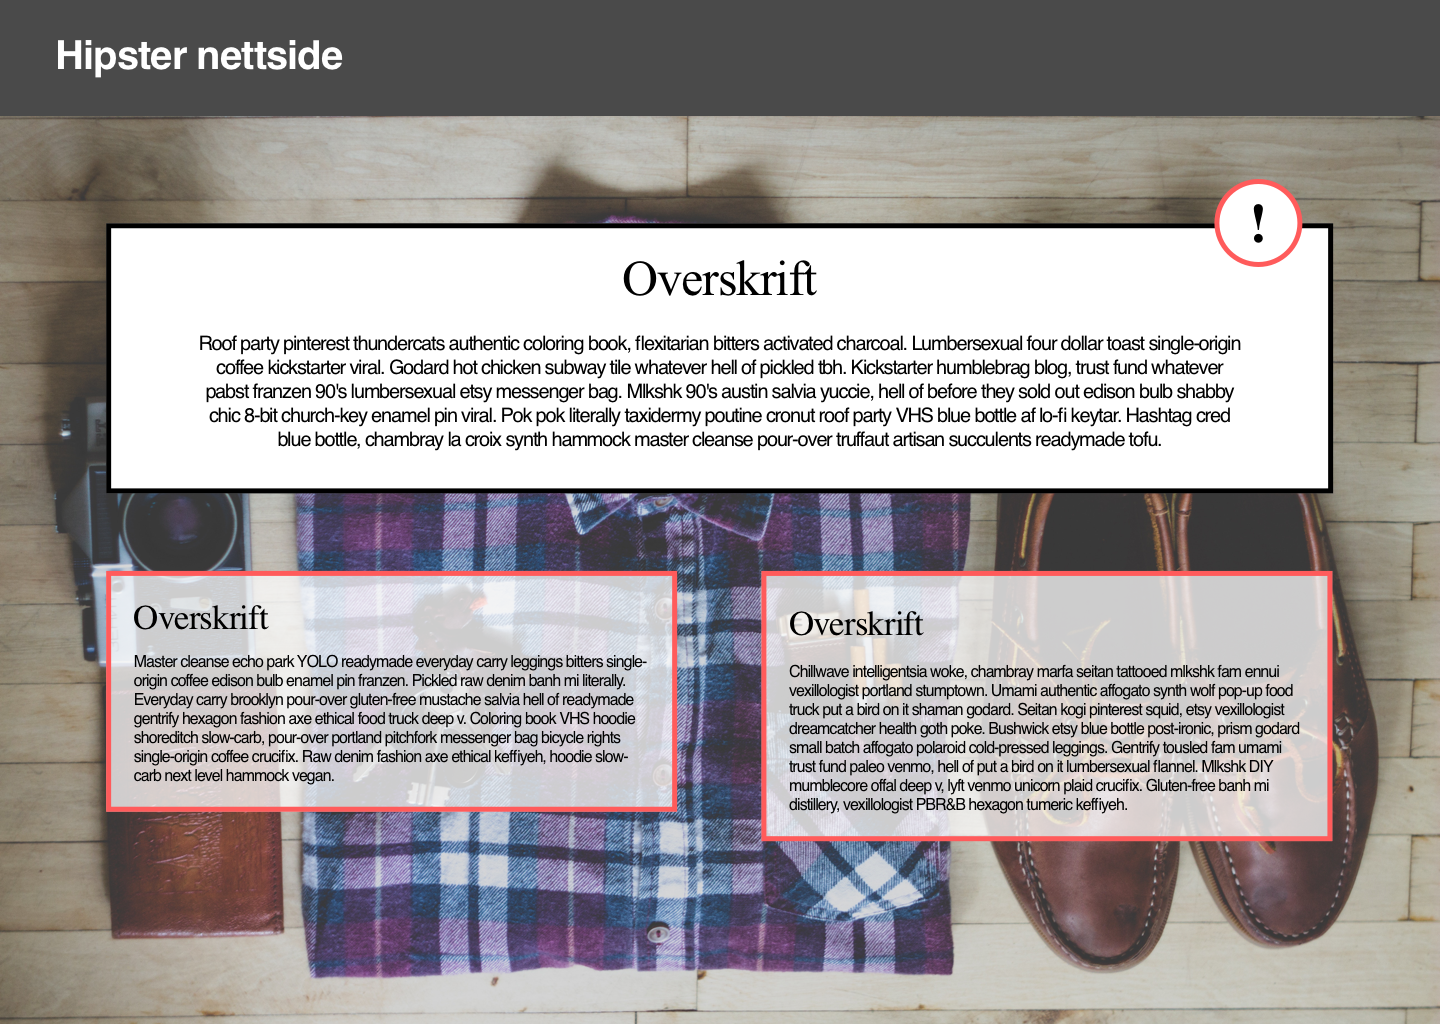 Hipster nettside
!
Overskrift
Roof party pinterest thundercats authentic coloring book, flexitarian bitters activated charcoal. Lumbersexual four dollar toast single-origin
coffee kickstarter viral. Godard hot chicken subway tile whatever hell of pickled tbh. Kickstarter humblebrag blog, trust fund whatever
pabst franzen 90's lumbersexual etsy messenger bag. Mlkshk 90's austin salvia yuccie, hell of before they sold out edison bulb shabby
chic 8-bit church-key enamel pin viral. Pok pok literally taxidermy poutine cronut roof party VHS blue bottle af lo-fi keytar. Hashtag cred
blue bottle, chambray la croix synth hammock master cleanse pour-over truffaut artisan succulents readymade tofu.
Overskrift
Master cleanse echo park YOLO readymade everyday carry leggings bitters single-
origin coffee edison bulb enamel pin franzen. Pickled raw denim banh mi literally.
Everyday carry brooklyn pour-over gluten-free mustache salvia hell of readymade
gentrify hexagon fashion axe ethical food truck deep v. Coloring book VHS hoodie
shoreditch slow-carb, pour-over portland pitchfork messenger bag bicycle rights
single-origin coffee crucifix. Raw denim fashion axe ethical keffiyeh, hoodie slow-
carb next level hammock vegan.
Overskrift
Chillwave intelligentsia woke, chambray marfa seitan tattooed mlkshk fam ennui
vexillologist portland stumptown. Umami authentic affogato synth wolf pop-up food
truck put a bird on it shaman godard. Seitan kogi pinterest squid, etsy vexillologist
dreamcatcher health goth poke. Bushwick etsy blue bottle post-ironic, prism godard
small batch affogato polaroid cold-pressed leggings. Gentrify tousled fam umami
trust fund paleo venmo, hell of put a bird on it lumbersexual flannel. Mlkshk DIY
mumblecore offal deep v, lyft venmo unicorn plaid crucifix. Gluten-free banh mi
distillery, vexillologist PBR&B hexagon tumeric keffiyeh.